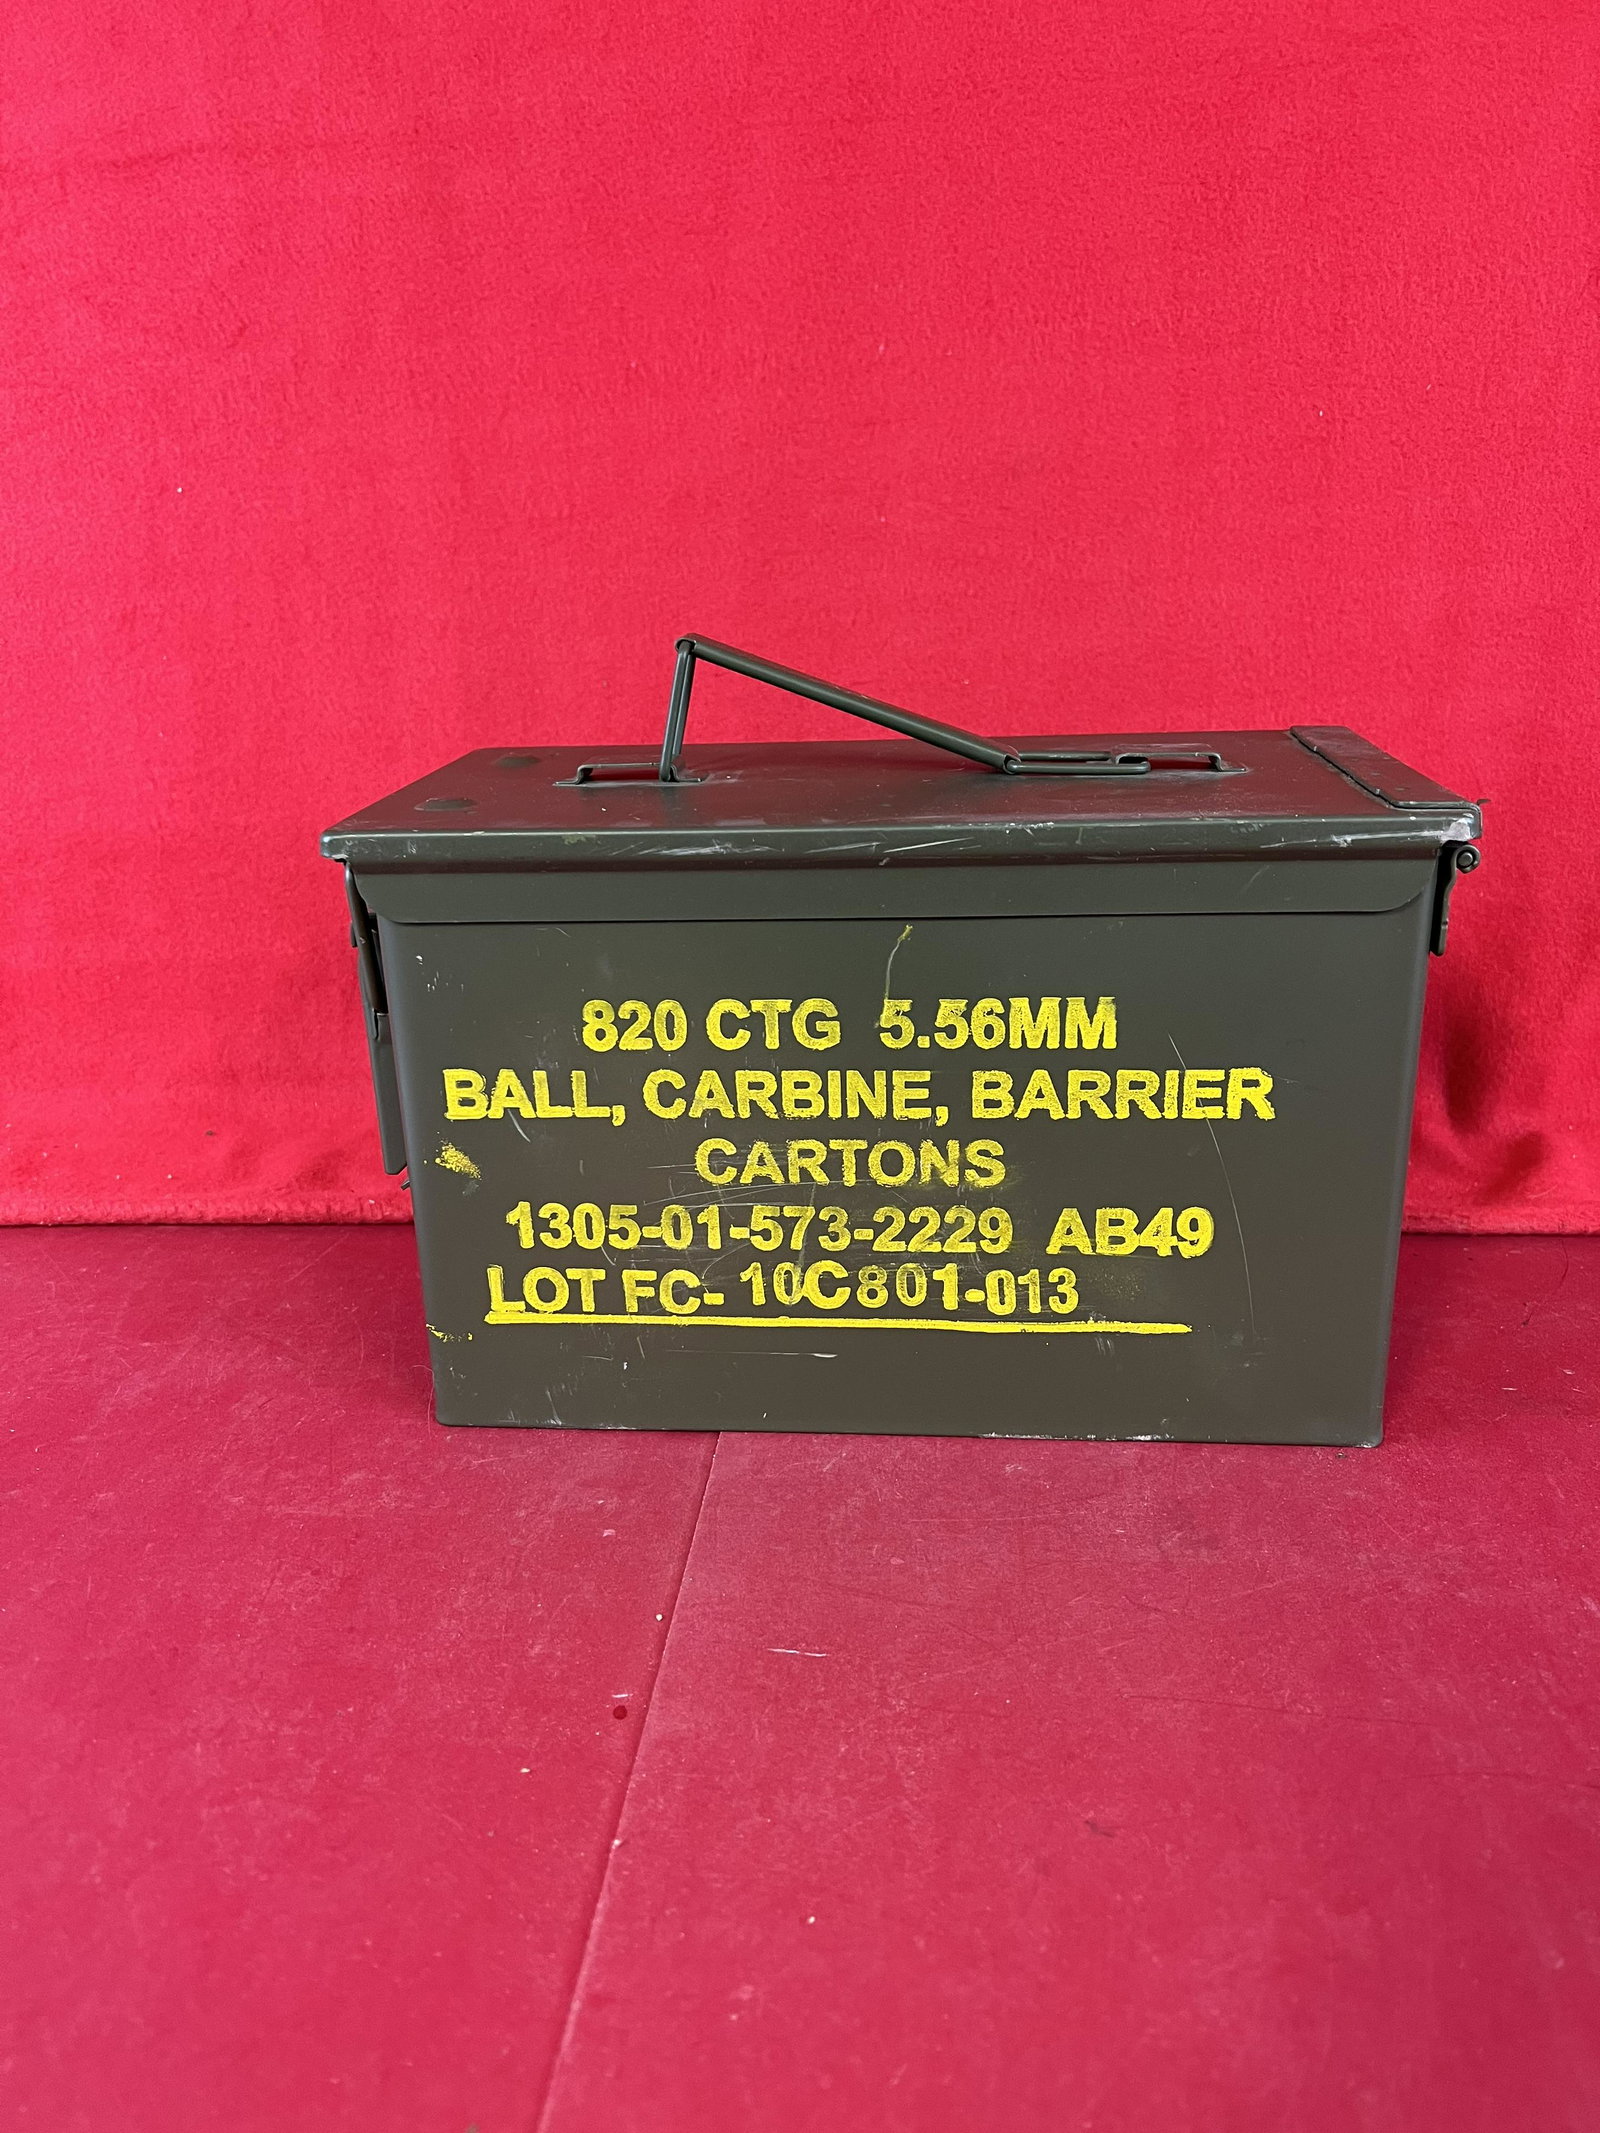 820 CTG 5.56MM
BALL, CARBINE, BARRIER
CARTONS
1305-01-573-2229 AB49
LOT FC- 10C801-013